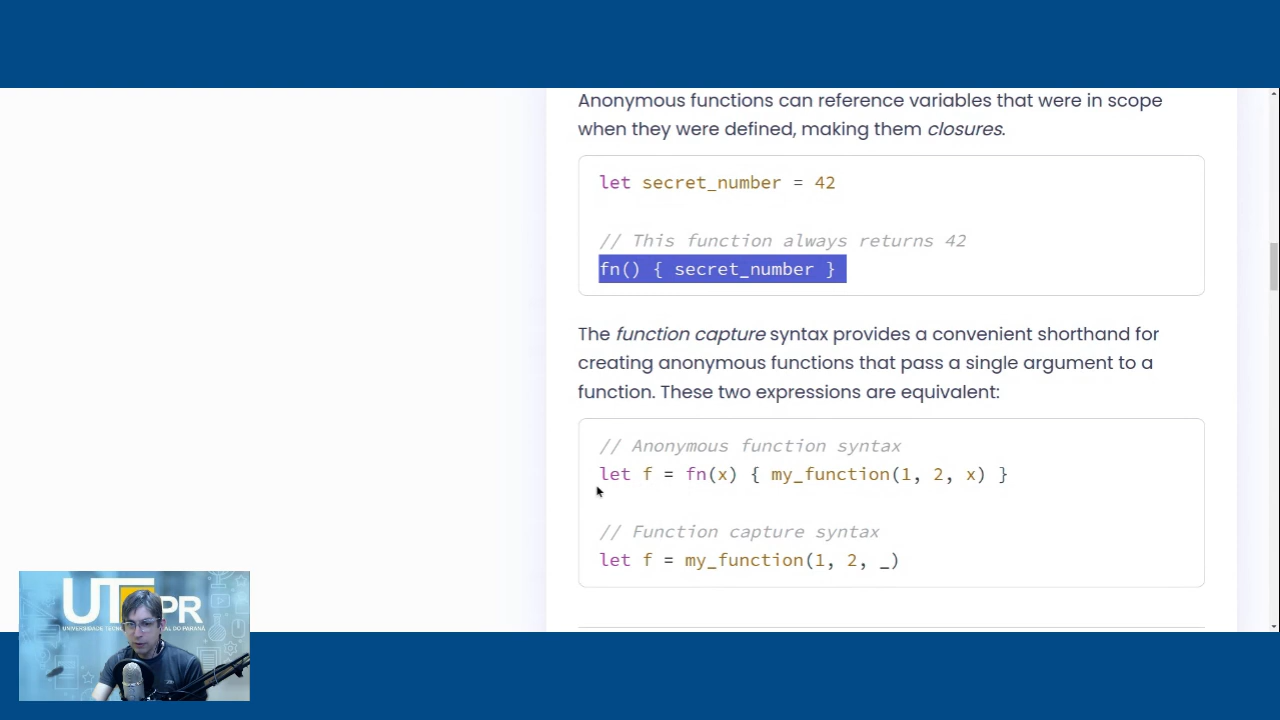 Anonymous functions can reference variables that were in scope
when they were defined, making them closures.
let secret_number = 42
// This function always returns 42
fn() { secret_number }
The function capture syntax provides a convenient shorthand for
creating anonymous functions that pass a single argument to a
function. These two expressions are equivalent:
// Anonymous function syntax
let f = fn(x) { my_function(1, 2, x) }
// Function capture syntax
let f = my_function(1, 2, _)
PR